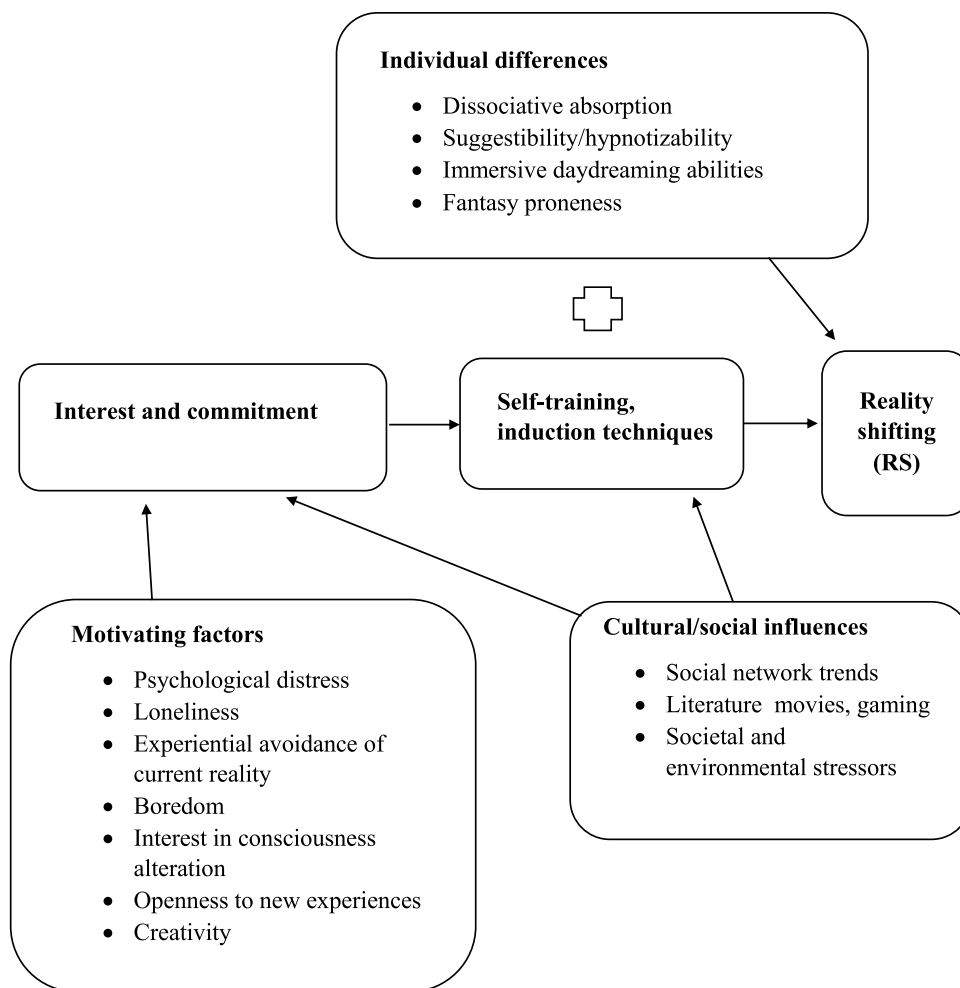 Individual differences
• Dissociative absorption
• Suggestibility/hypnotizability
• Immersive daydreaming abilities
• Fantasy proneness
Interest and commitment
Self-training,
induction techniques
Reality
shifting
(RS)
Motivating factors
• Psychological distress
• Loneliness
• Experiential avoidance of
current reality
• Boredom
• Interest in consciousness
alteration
• Openness to new experiences
• Creativity
Cultural/social influences
• Social network trends
• Literature  movies, gaming
• Societal and
environmental stressors